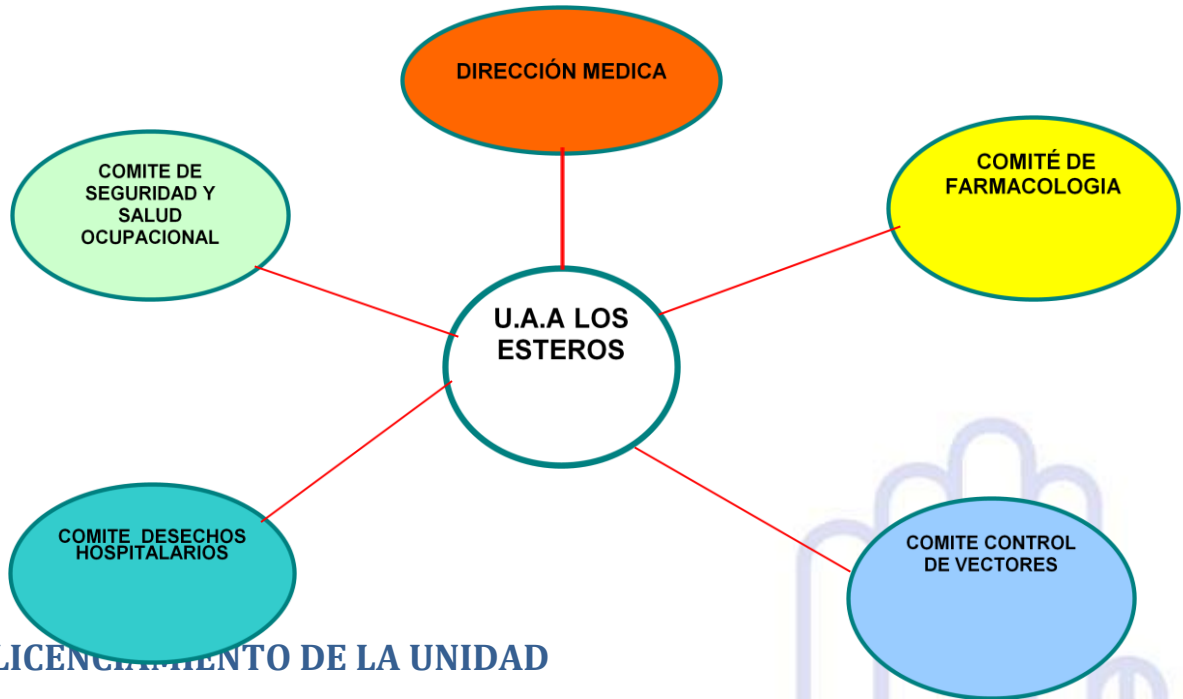 DIRECCIÓN MEDICA
COMITE DE
SEGURIDAD Y
SALUD
OCUPACIONAL
COMITÉ DE
FARMACOLOGIA
U.A.A LOS
ESTEROS
COMITE DESECHOS
HOSPITALARIOS
COMITE CONTROL
DE VECTORES
LICENCIAMIENTO DE LA UNIDAD